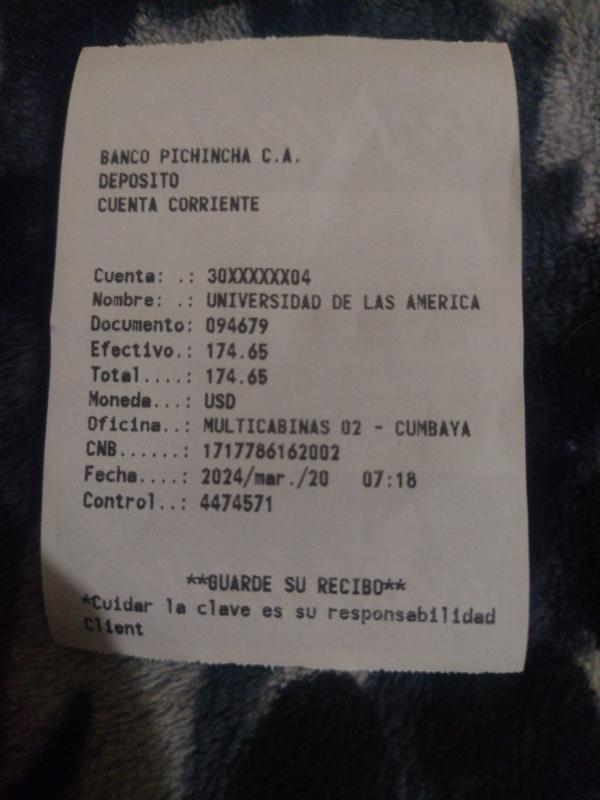 BANCO PICHINCHA C.A.
DEPOSITO
CUENTA CORRIENTE
Cuenta: .: 30XXXXXX04
Nombre: .: UNIVERSIDAD DE LAS AMERICA
Documento: 094679
Efectivo.: 174.65
Total....: 174.65
Moneda...: USD
Oficina..: MULTICABINAS 02 - CUMBAYA
CNB......: 1717786162002
Fecha....: 2024/mar./20 07:18
Control..: 4474571
**GUARDE SU RECIBO**
*Cuidar la clave es su responsabilidad
Client